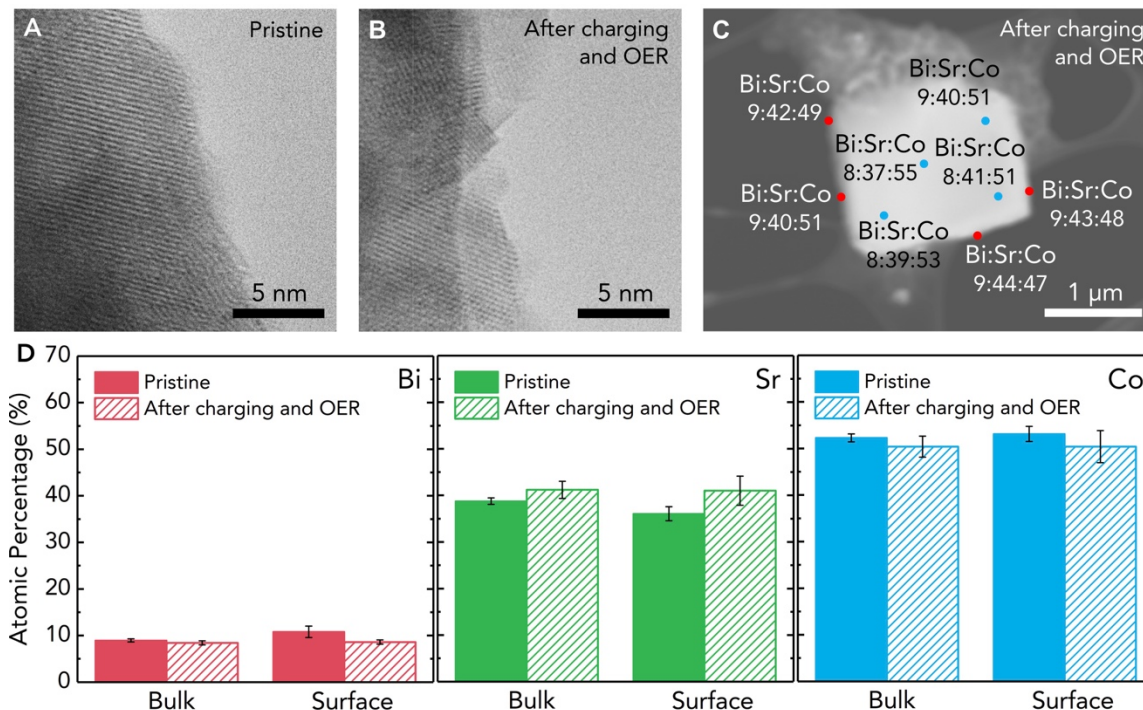 A
Pristine
5 nm
B
After charging
and OER
5 nm
C
After charging
and OER
Bi:Sr:Co
9:42:49
Bi:Sr:Co
9:40:51
Bi:Sr:Co
8:37:55
Bi:Sr:Co
8:41:51
Bi:Sr:Co
9:40:51
Bi:Sr:Co
9:43:48
Bi:Sr:Co
8:39:53
Bi:Sr:Co
9:44:47
1 μm
D
Atomic Percentage (%)
70
60
50
40
30
20
10
0
Pristine
After charging and OER
Bi
Bulk
Surface
Pristine
After charging and OER
Sr
Bulk
Surface
Pristine
After charging and OER
Co
Bulk
Surface